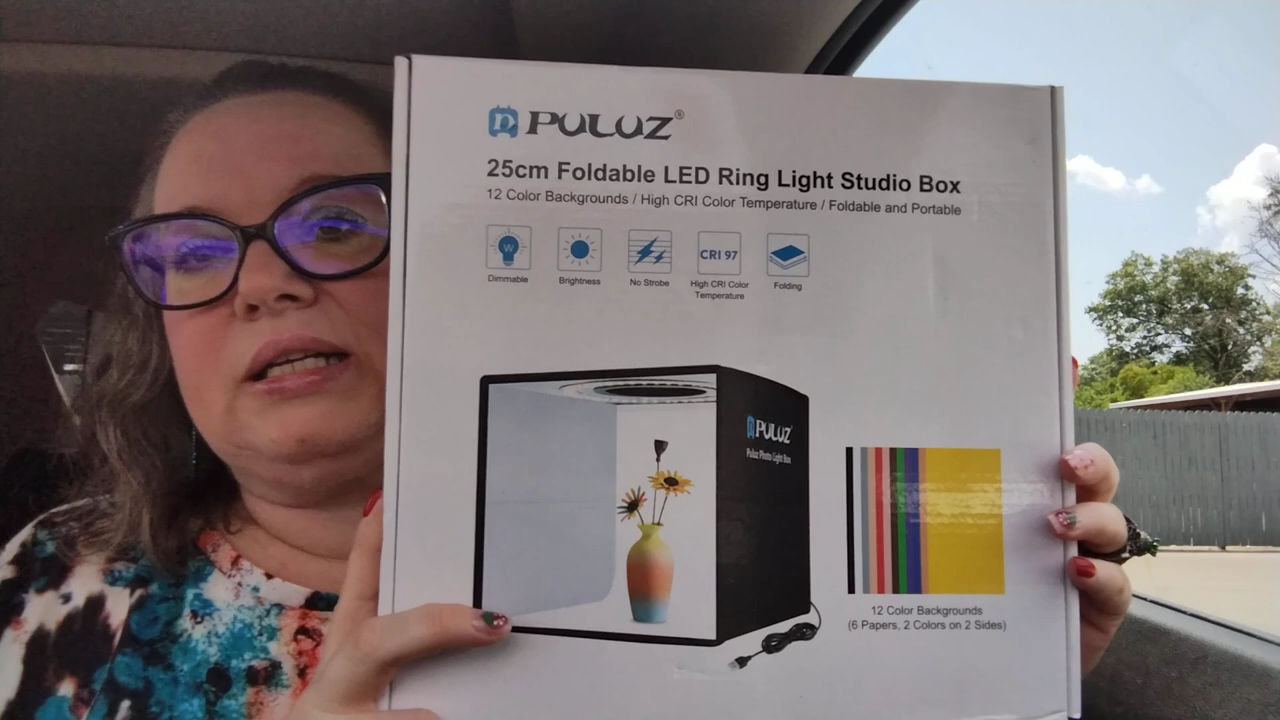 PULUZ®
25cm Foldable LED Ring Light Studio Box
12 Color Backgrounds / High CRI Color Temperature / Foldable and Portable
W
CRI 97
Dimmable
Brightness
No Strobe
High CRI Color
Temperature
Folding
PULUZ
Puluz Photo Light Box
12 Color Backgrounds
(6 Papers, 2 Colors on 2 Sides)